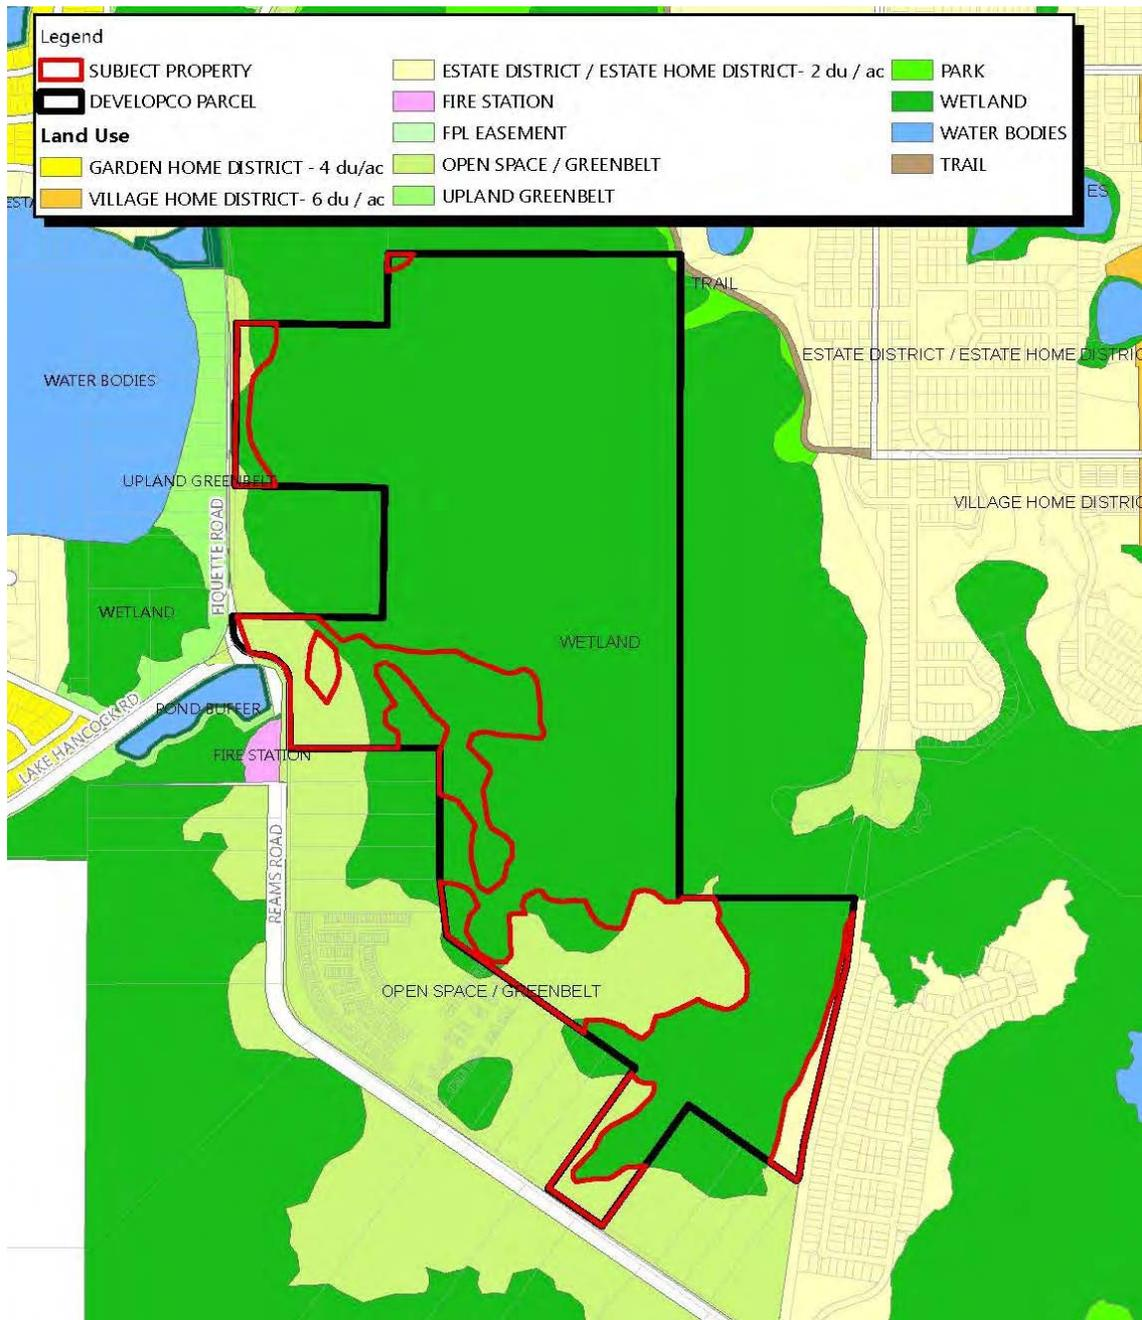 Legend
SUBJECT PROPERTY
DEVELOPCO PARCEL
Land Use
GARDEN HOME DISTRICT - 4 du/ac
VILLAGE HOME DISTRICT- 6 du / ac
ESTATE DISTRICT / ESTATE HOME DISTRICT- 2 du / ac
FIRE STATION
FPL EASEMENT
OPEN SPACE / GREENBELT
UPLAND GREENBELT
PARK
WETLAND
WATER BODIES
TRAIL
ES
TRAIL
ESTATE DISTRICT / ESTATE HOME DISTRIC
WATER BODIES
UPLAND GREENBELT
VILLAGE HOME DISTRIC
FIQUETTE ROAD
WETLAND
WETLAND
POND BUFFER
LAKE HANCOCK RD
FIRE STATION
REAMS ROAD
OPEN SPACE / GREENBELT